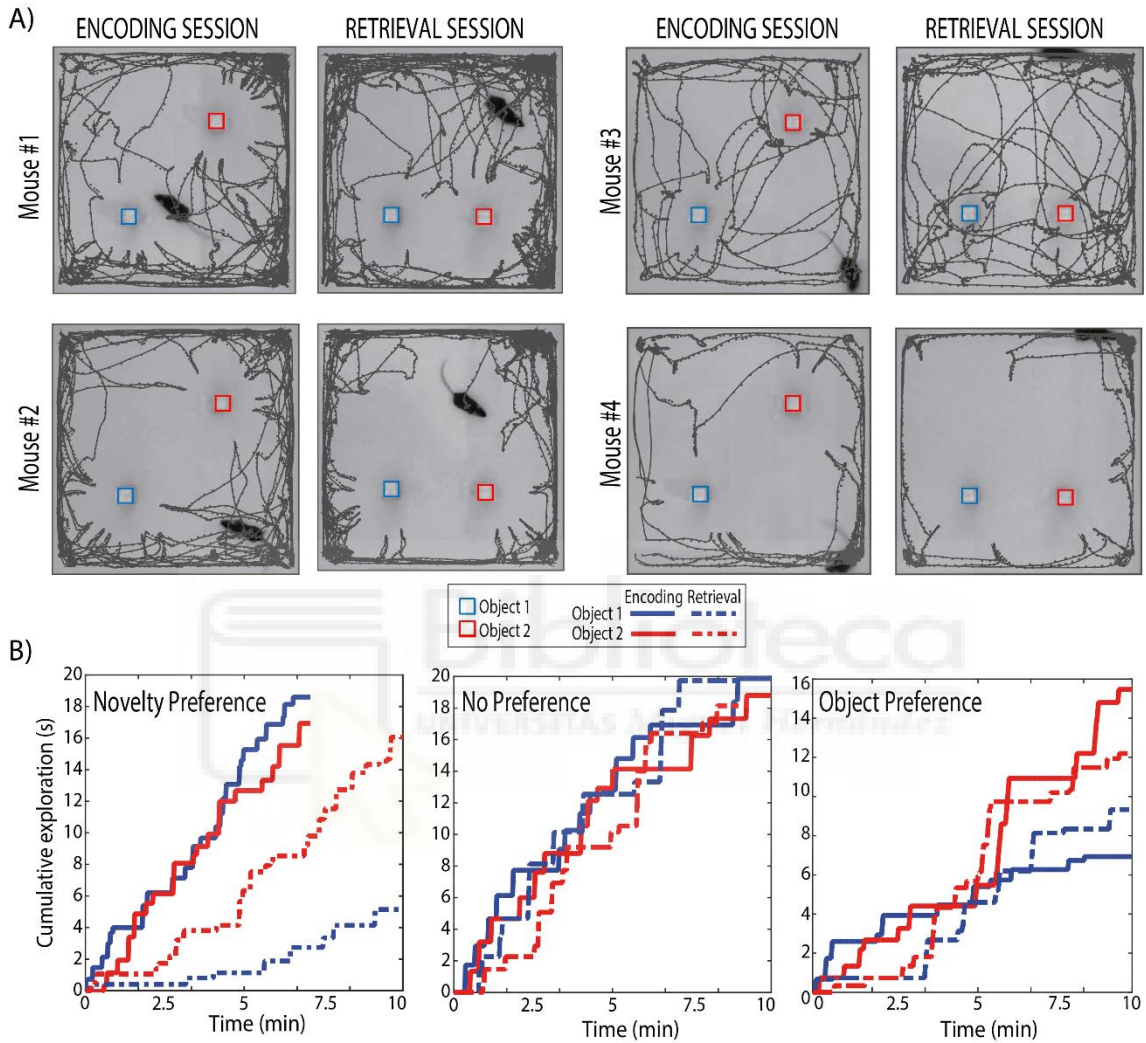 A)
ENCODING SESSION RETRIEVAL SESSION ENCODING SESSION RETRIEVAL SESSION
Mouse #1
Mouse #3
Mouse #2
Mouse #4
Encoding Retrieval
Object 1 Object 1
Object 2 Object 2
Biblioteca
UNIVERSITAS Miguel Hernández
B)
Novelty Preference
No Preference
Object Preference
Cumulative exploration (s)
20
18
16
14
12
10
8
6
4
2
0
0 2.5 5 7.5 10
Time (min)
20
18
16
14
12
10
8
6
4
2
0
2.5 5 7.5 10
Time (min)
16
14
12
10
8
6
4
2
0 2.5 5 7.5 10
Time (min)